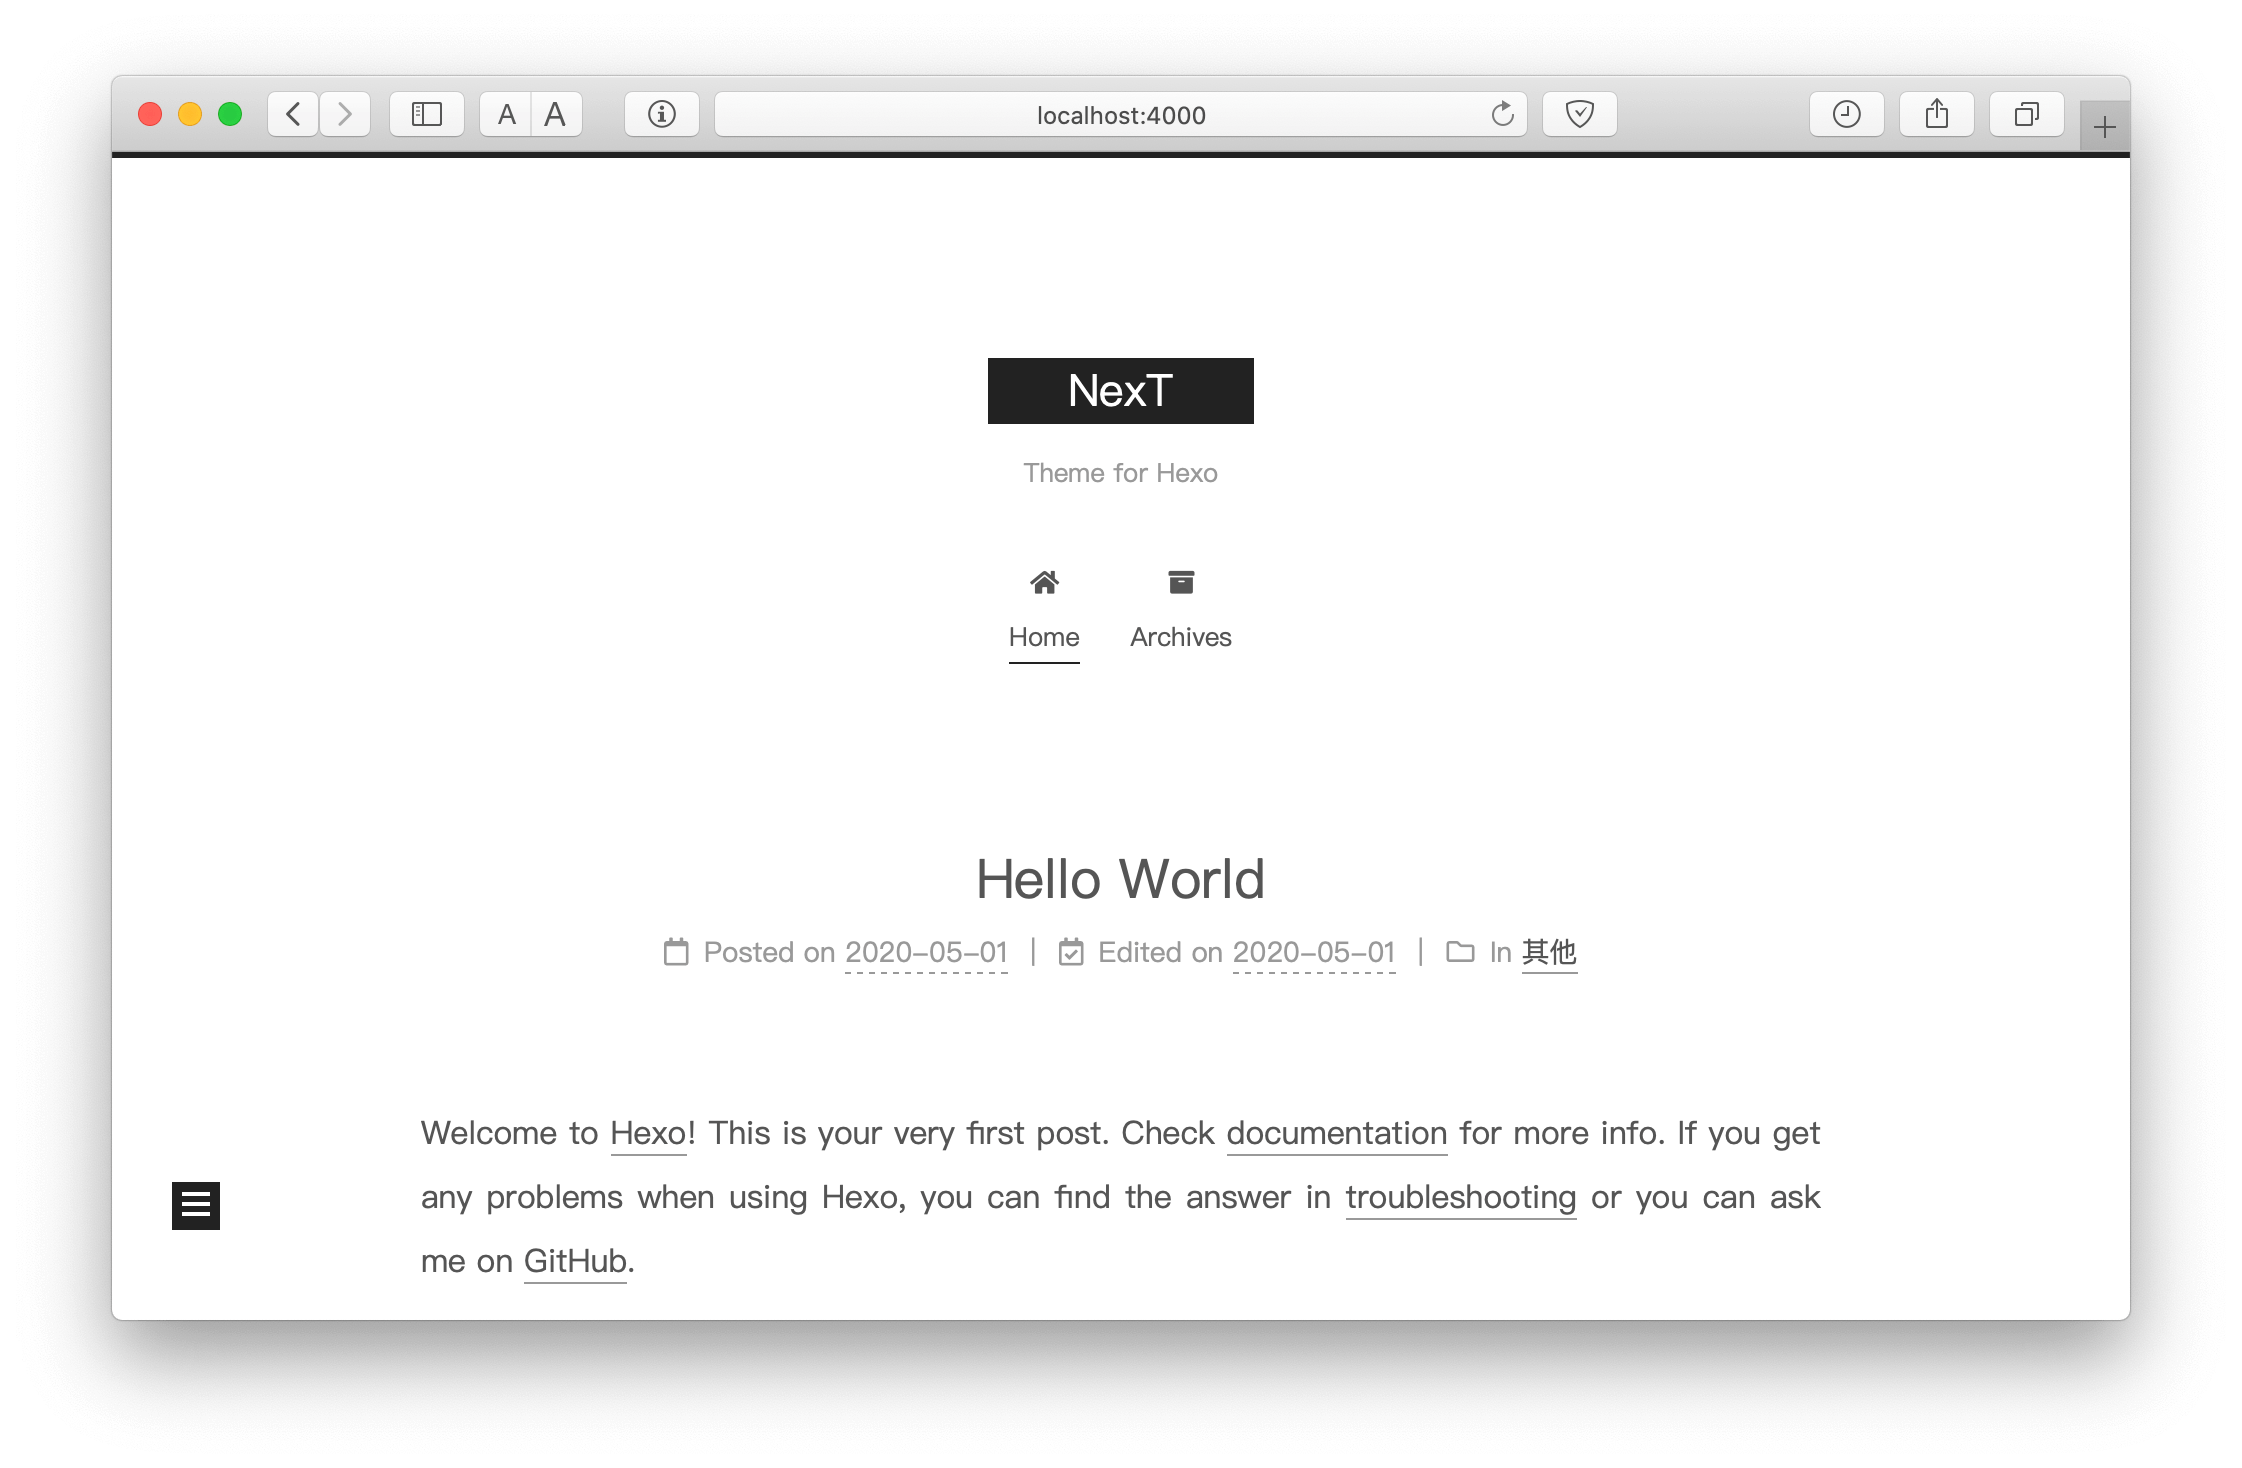 A A localhost:4000
NexT
Theme for Hexo
Home Archives
Hello World
Posted on 2020-05-01 | Edited on 2020-05-01 | In 其他
Welcome to Hexo! This is your very first post. Check documentation for more info. If you get
any problems when using Hexo, you can find the answer in troubleshooting or you can ask
me on GitHub.